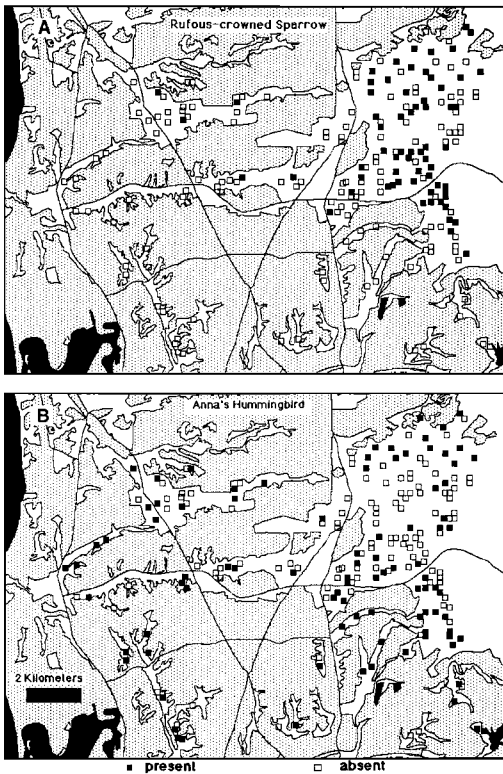 A
Rufous-crowned Sparrow
B
Anna's Hummingbird
2 Kilometers
present absent